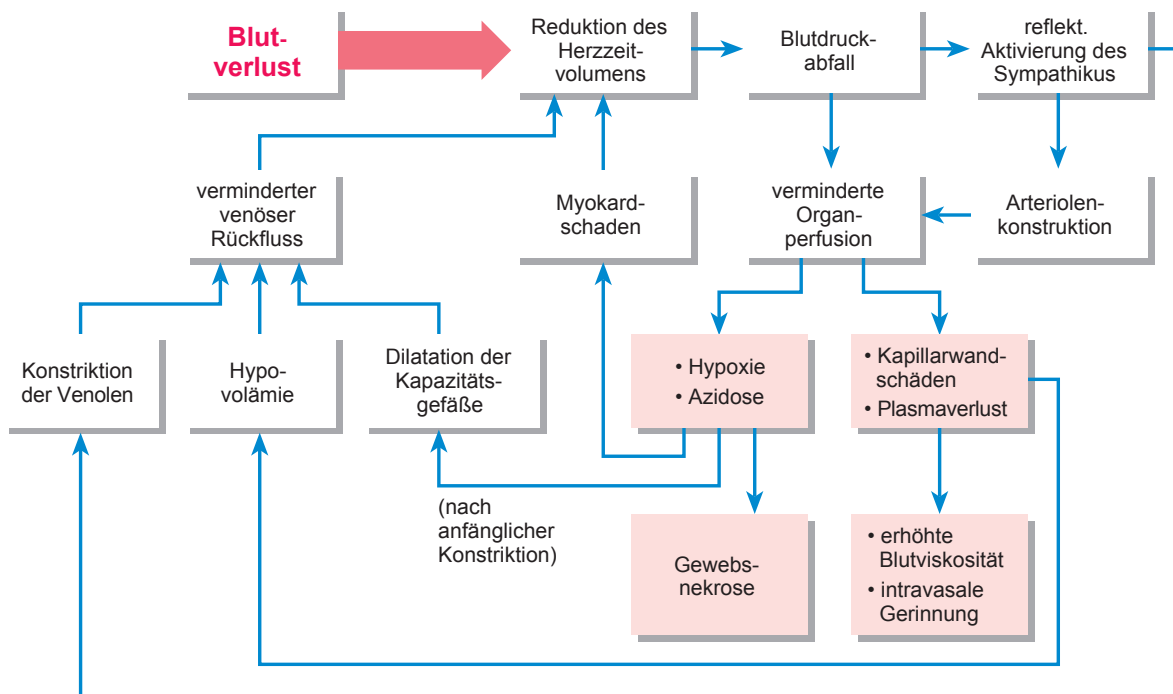 Blut-
verlust
Reduktion des
Herzzeit-
volumens
Blutdruck-
abfall
reflekt.
Aktivierung des
Sympathikus
verminderter
venöser
Rückfluss
Myokard-
schaden
verminderte
Organ-
perfusion
Arteriolen-
konstruktion
Konstriktion
der Venolen
Hypo-
volämie
Dilatation der
Kapazitäts-
gefäße
• Hypoxie
• Azidose
• Kapillarwand-
schäden
• Plasmaverlust
(nach
anfänglicher
Konstriktion)
Gewebs-
nekrose
• erhöhte
Blutviskosität
• intravasale
Gerinnung